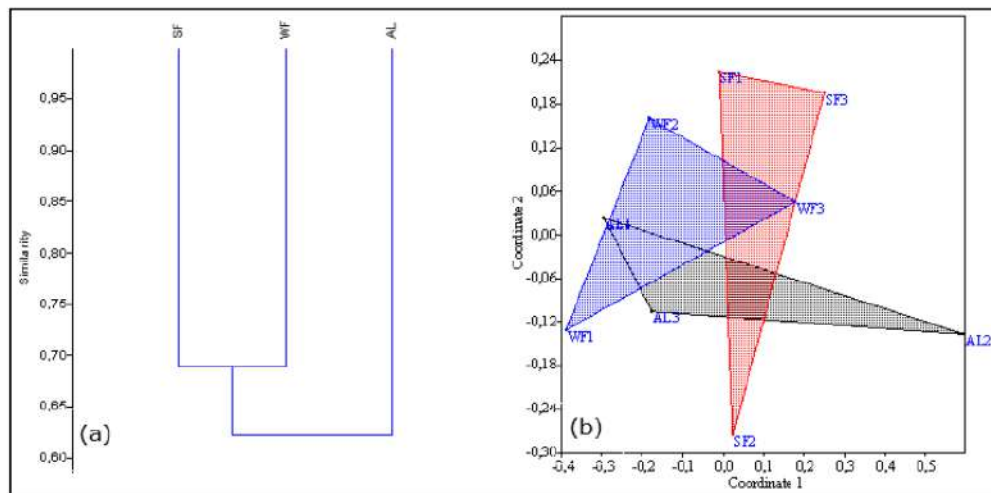 SF WF AL
0,95
0,90
0,85
0,80
0,75
0,70
0,65
0,60
Similarity
(a)
0,24
0,18
0,12
0,06
0,00
-0,06
-0,12
-0,18
-0,24
-0,30
Coordinate 2
SF1
SF3
WF2
WF3
AL3
WF1
AL2
SF2
(b)
-0,4 -0,3 -0,2 -0,1 0,0 0,1 0,2 0,3 0,4 0,5
Coordinate 1